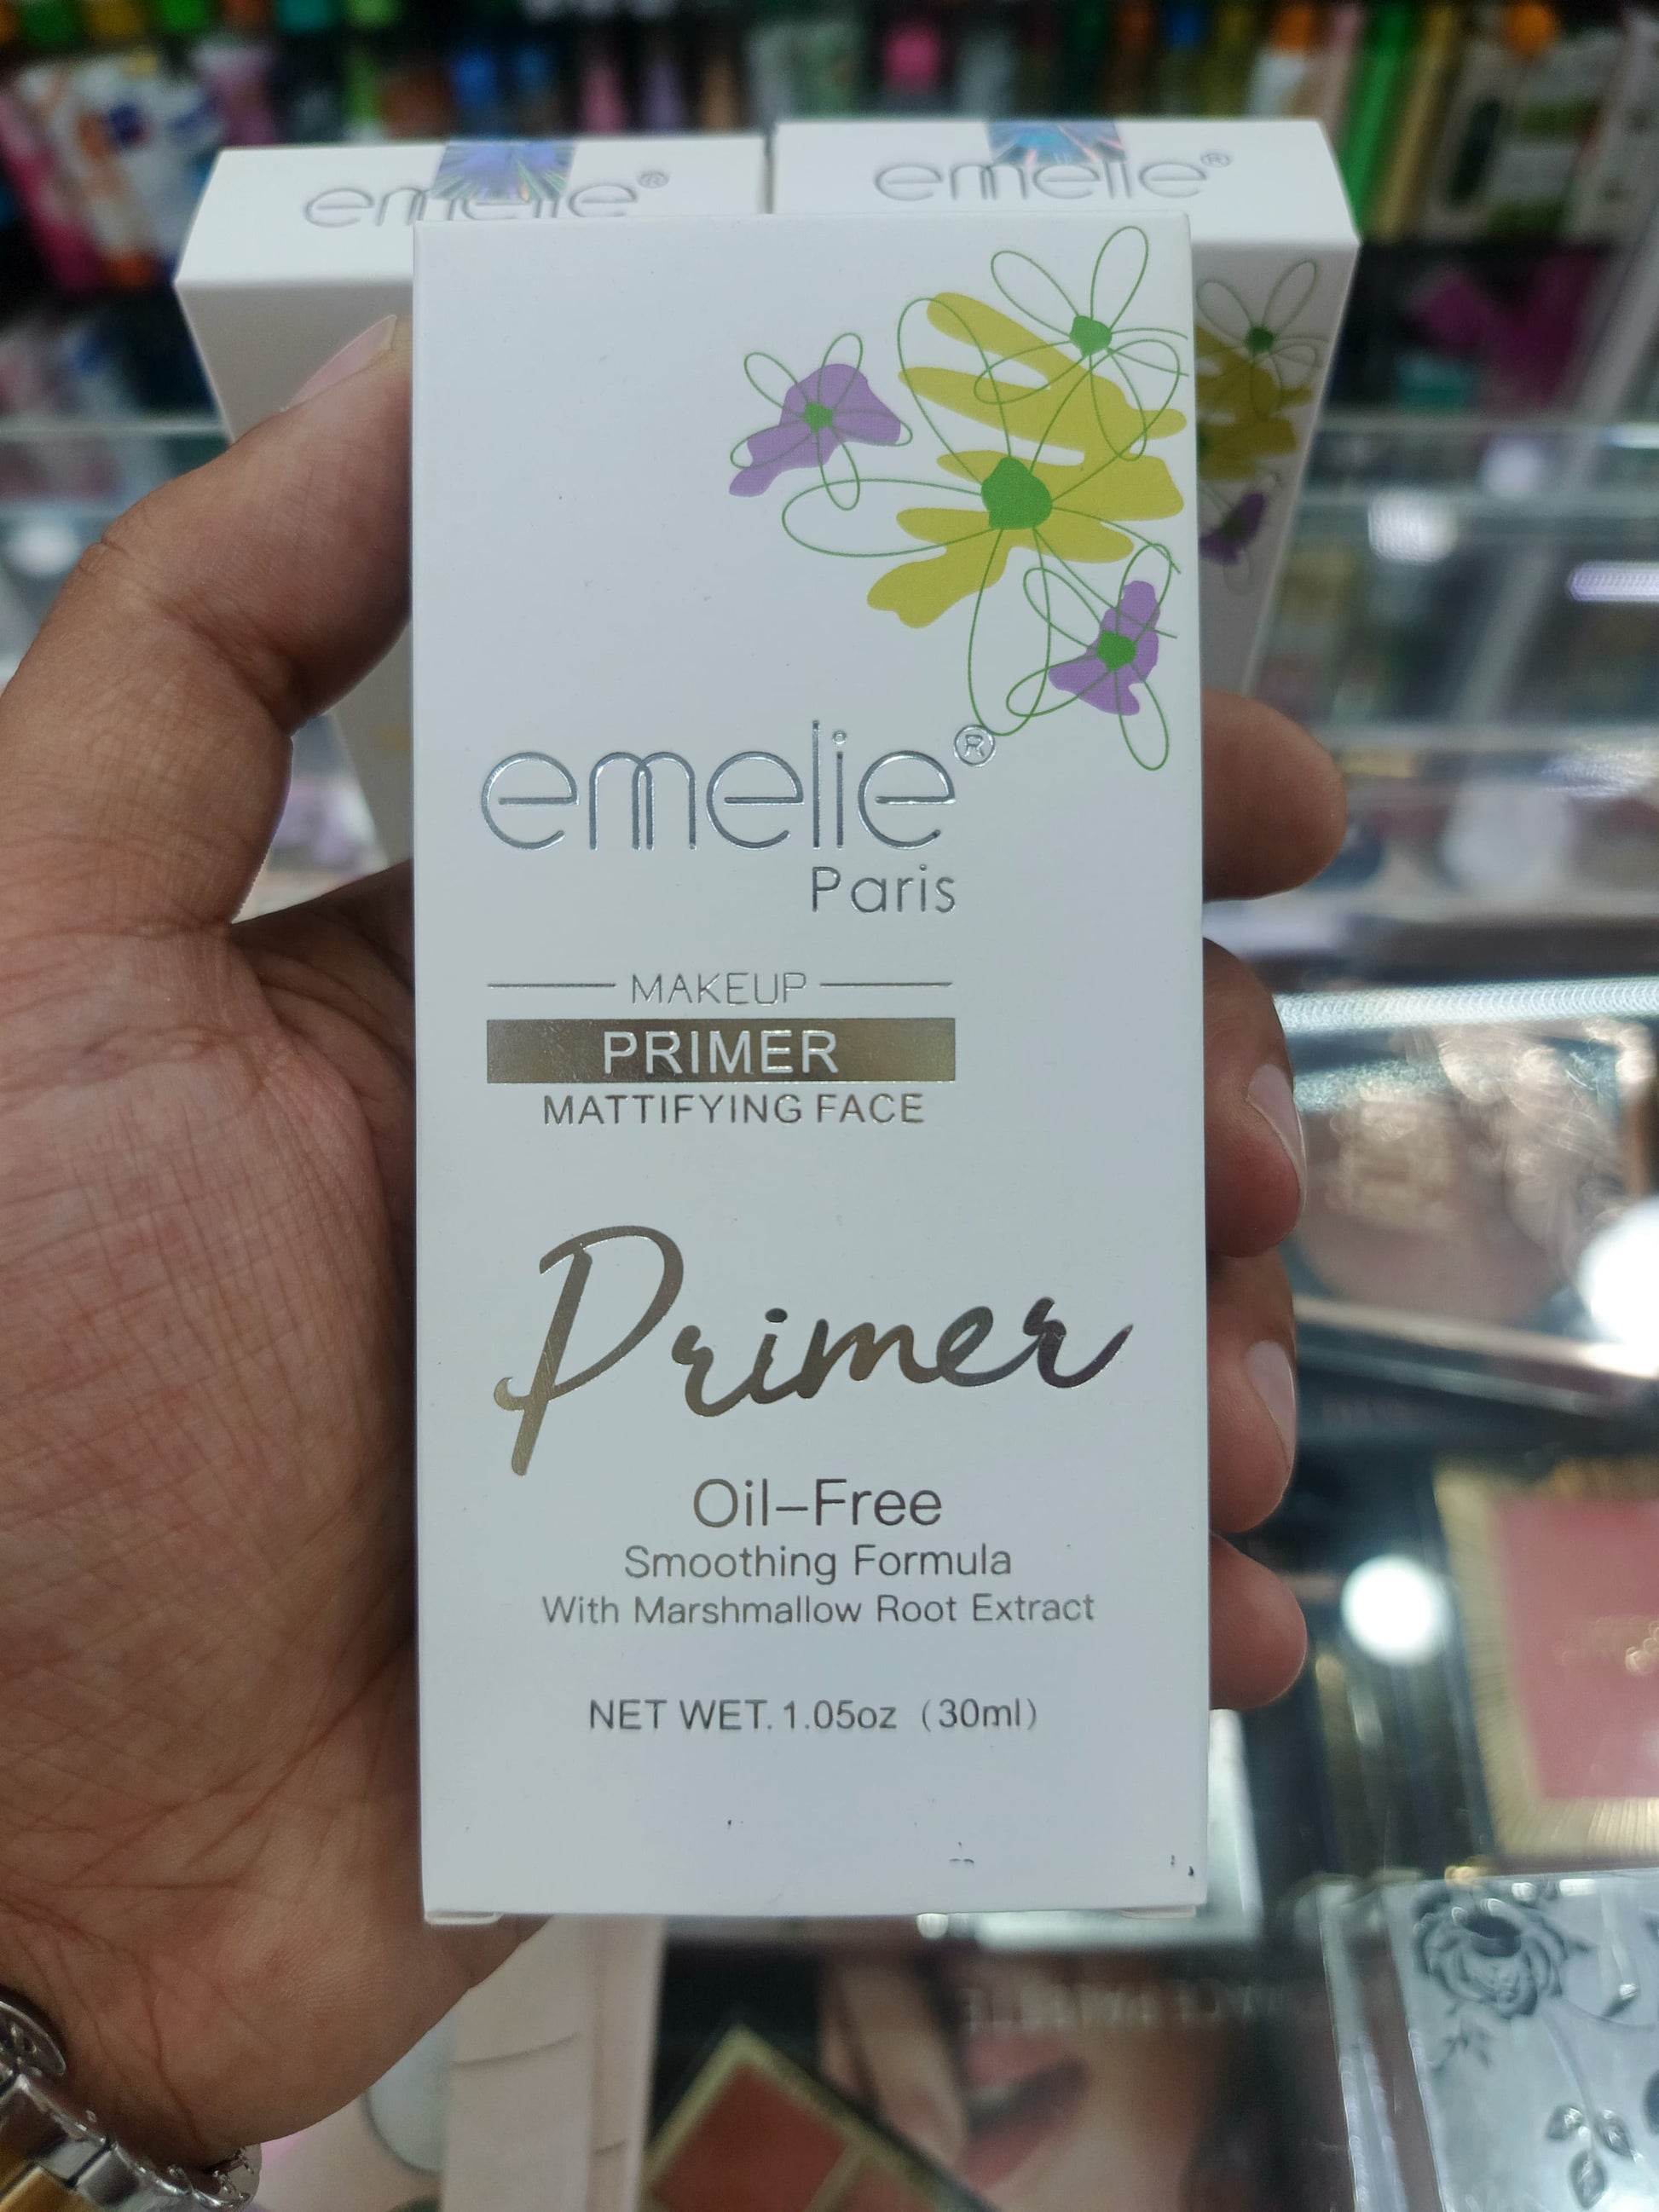 emelie®
emelie®
emelie®
Paris
MAKEUP
PRIMER
MATTIFYING FACE
Primer
Oil-Free
Smoothing Formula
With Marshmallow Root Extract
NET WET. 1.05oz (30ml)